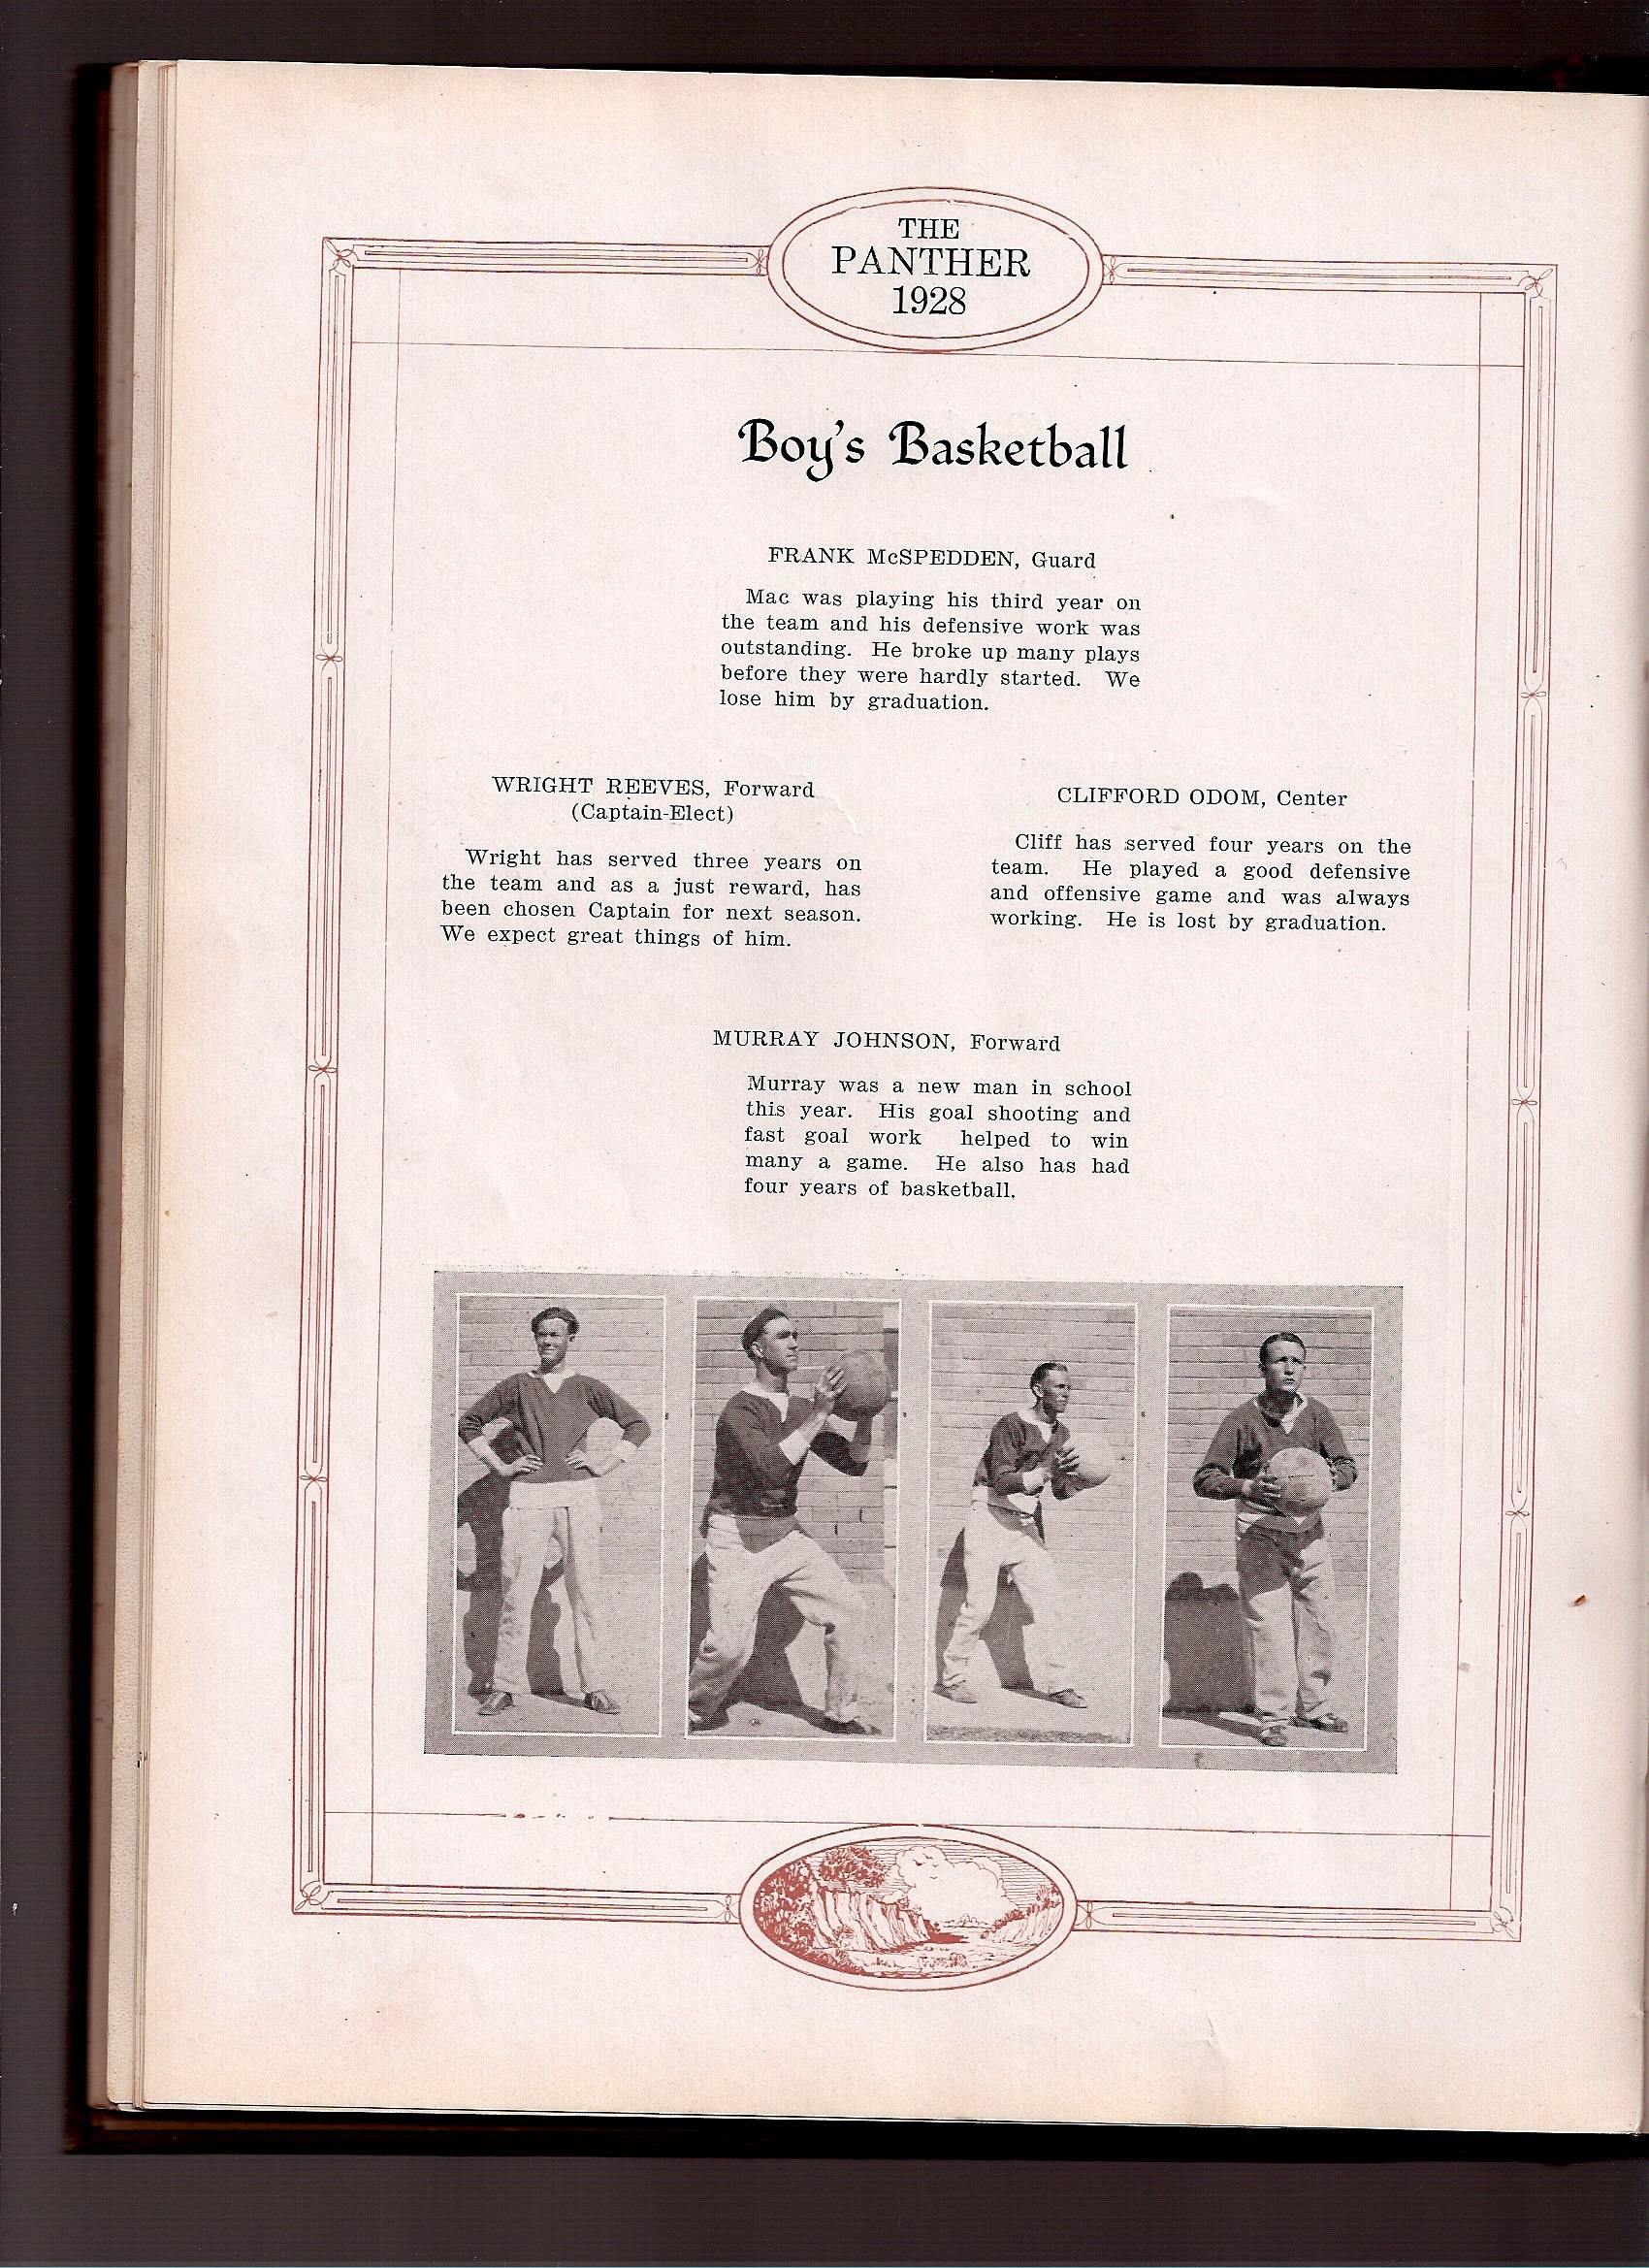 THE
PANTHER
1928
Boy's Basketball
FRANK McSPEDDEN, Guard
Mac was playing his third year on
the team and his defensive work was
outstanding. He broke up many plays
before they were hardly started. We
lose him by graduation.
WRIGHT REEVES, Forward
(Captain-Elect)
Wright has served three years on
the team and as a just reward, has
been chosen Captain for next season.
We expect great things of him.
CLIFFORD ODOM, Center
Cliff has served four years on the
team. He played a good defensive
and offensive game and was always
working. He is lost by graduation.
MURRAY JOHNSON, Forward
Murray was a new man in school
this year. His goal shooting and
fast goal work helped to win
many a game. He also has had
four years of basketball.